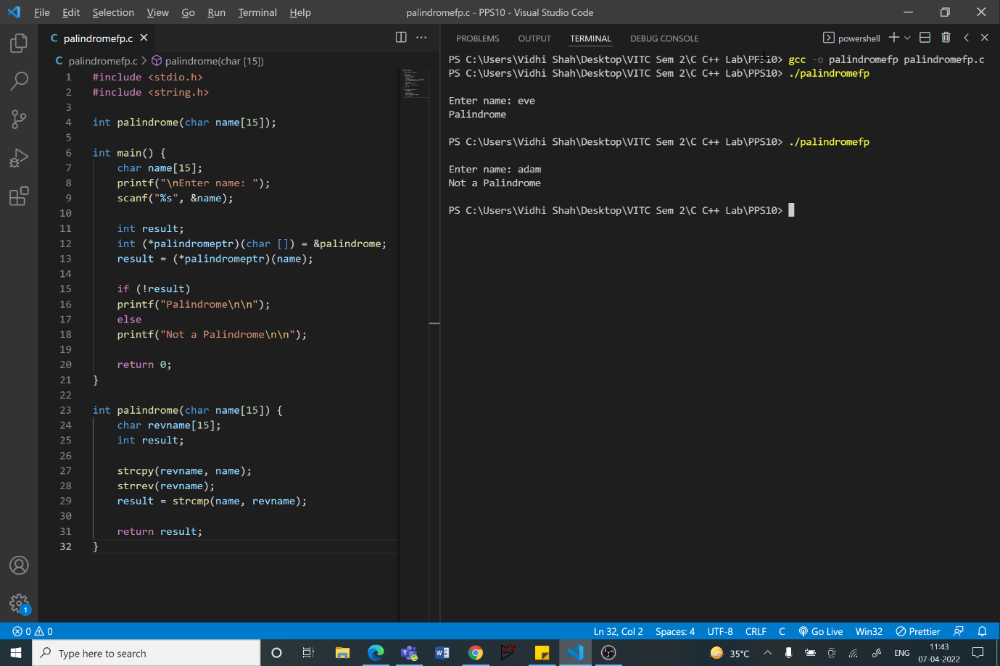 File Edit Selection View Go Run Terminal Help palindromefp.c - PPS10 - Visual Studio Code
C palindromefp.c
C palindromefp.c > palindrome(char [15])
1 #include <stdio.h>
2 #include <string.h>
3
4 int palindrome(char name[15]);
5
6 int main() {
7 char name[15];
8 printf("\nEnter name: ");
9 scanf("%s", &name);
10
11 int result;
12 int (*palindromeptr)(char []) = &palindrome;
13 result = (*palindromeptr)(name);
14
15 if (!result)
16 printf("Palindrome\n\n");
17 else
18 printf("Not a Palindrome\n\n");
19
20 return 0;
21 }
22
23 int palindrome(char name[15]) {
24 char revname[15];
25 int result;
26
27 strcpy(revname, name);
28 strrev(revname);
29 result = strcmp(name, revname);
30
31 return result;
32 }
PROBLEMS OUTPUT TERMINAL DEBUG CONSOLE powershell
PS C:\Users\Vidhi Shah\Desktop\VITC Sem 2\C C++ Lab\PPS10> gcc -o palindromefp palindromefp.c
PS C:\Users\Vidhi Shah\Desktop\VITC Sem 2\C C++ Lab\PPS10> ./palindromefp
Enter name: eve
Palindrome
PS C:\Users\Vidhi Shah\Desktop\VITC Sem 2\C C++ Lab\PPS10> ./palindromefp
Enter name: adam
Not a Palindrome
PS C:\Users\Vidhi Shah\Desktop\VITC Sem 2\C C++ Lab\PPS10>
1
0 0 Ln 32, Col 2 Spaces: 4 UTF-8 CRLF C Go Live Win32 Prettier
Type here to search 35°C ENG 11:43
07-04-2022